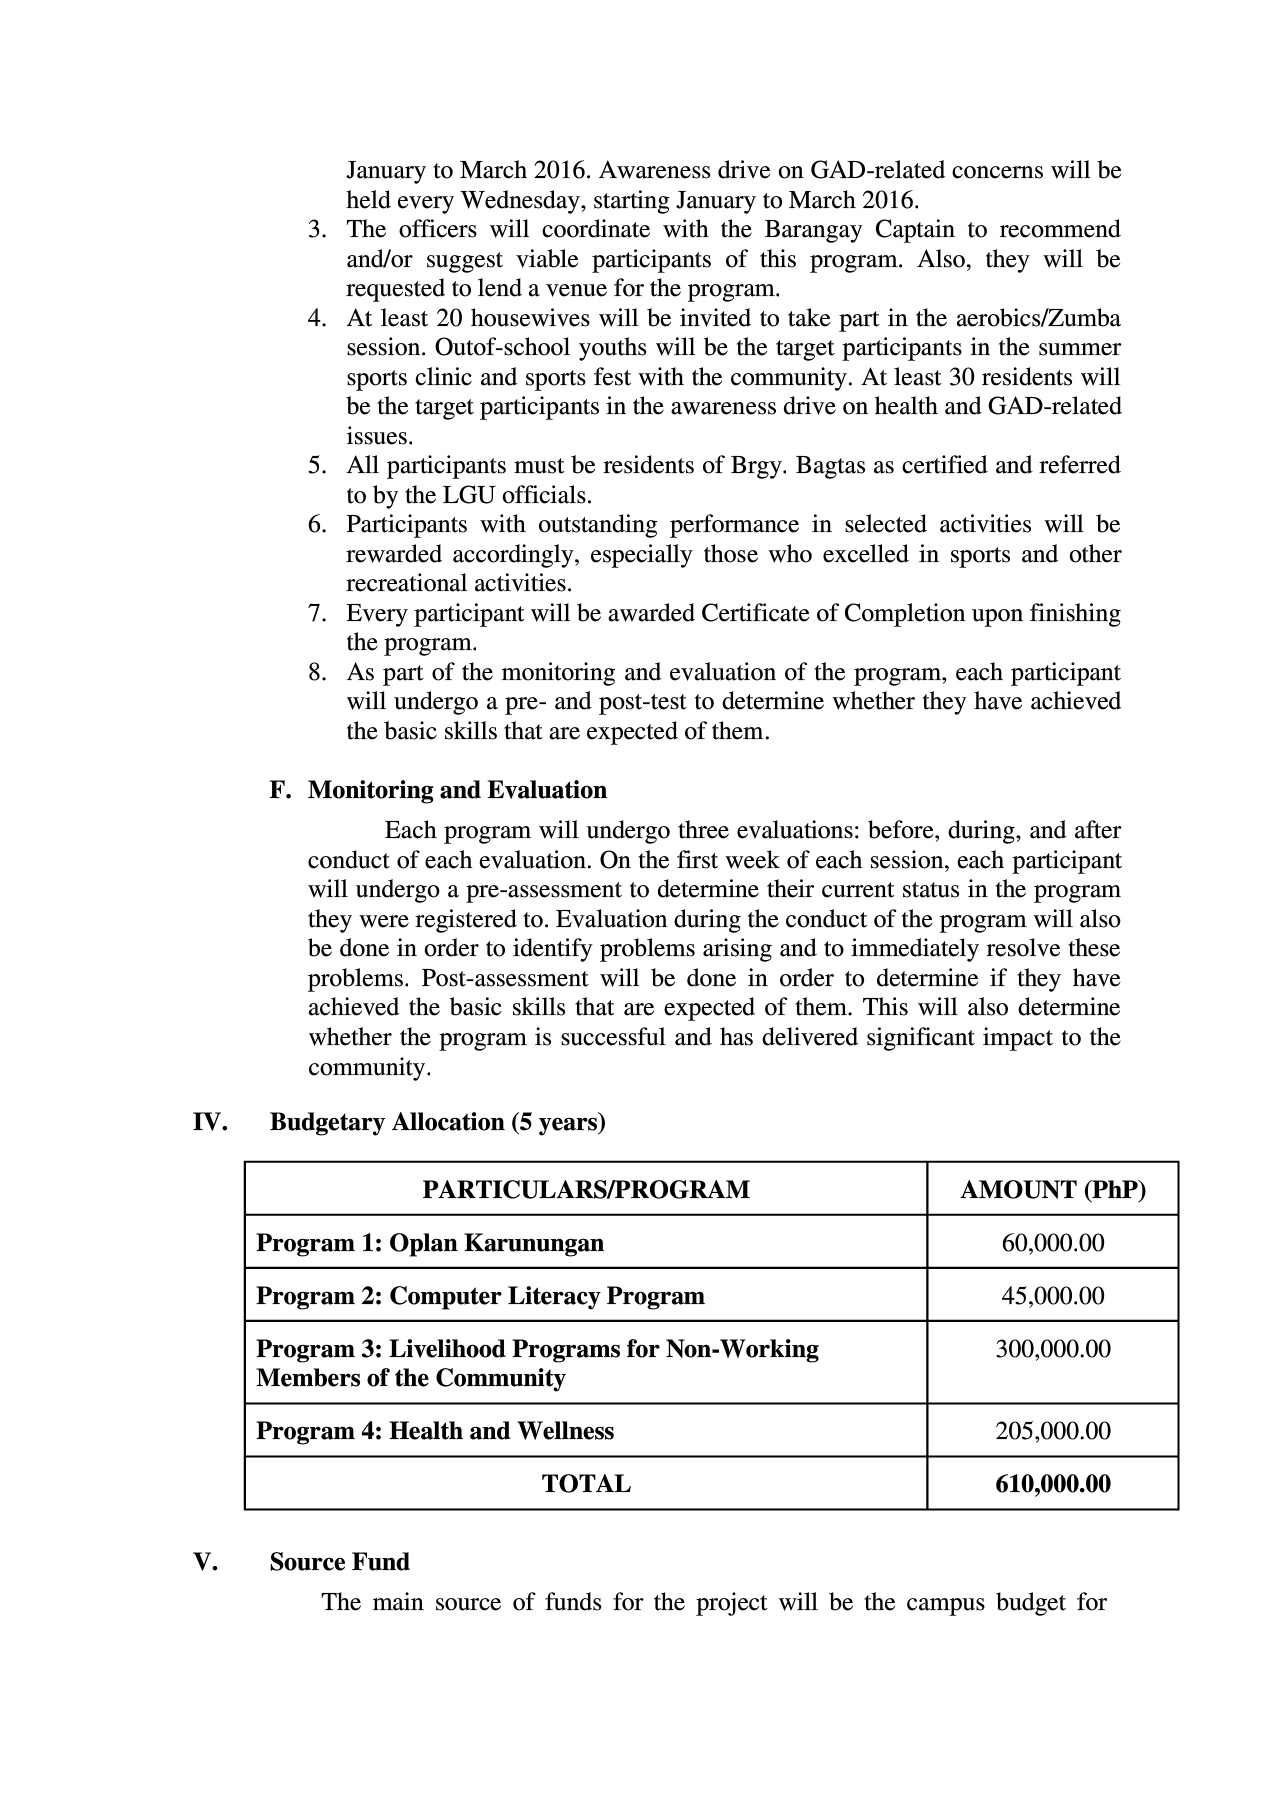 January to March 2016. Awareness drive on GAD-related concerns will be
held every Wednesday, starting January to March 2016.
3. The officers will coordinate with the Barangay Captain to recommend
and/or suggest viable participants of this program. Also, they will be
requested to lend a venue for the program.
4. At least 20 housewives will be invited to take part in the aerobics/Zumba
session. Outof-school youths will be the target participants in the summer
sports clinic and sports fest with the community. At least 30 residents will
be the target participants in the awareness drive on health and GAD-related
issues.
5. All participants must be residents of Brgy. Bagtas as certified and referred
to by the LGU officials.
6. Participants with outstanding performance in selected activities will be
rewarded accordingly, especially those who excelled in sports and other
recreational activities.
7. Every participant will be awarded Certificate of Completion upon finishing
the program.
8. As part of the monitoring and evaluation of the program, each participant
will undergo a pre- and post-test to determine whether they have achieved
the basic skills that are expected of them.
F. Monitoring and Evaluation
Each program will undergo three evaluations: before, during, and after
conduct of each evaluation. On the first week of each session, each participant
will undergo a pre-assessment to determine their current status in the program
they were registered to. Evaluation during the conduct of the program will also
be done in order to identify problems arising and to immediately resolve these
problems. Post-assessment will be done in order to determine if they have
achieved the basic skills that are expected of them. This will also determine
whether the program is successful and has delivered significant impact to the
community.
IV. Budgetary Allocation (5 years)
PARTICULARS/PROGRAM AMOUNT (PhP)
Program 1: Oplan Karunungan 60,000.00
Program 2: Computer Literacy Program 45,000.00
Program 3: Livelihood Programs for Non-Working 300,000.00
Members of the Community
Program 4: Health and Wellness 205,000.00
TOTAL 610,000.00
V. Source Fund
The main source of funds for the project will be the campus budget for